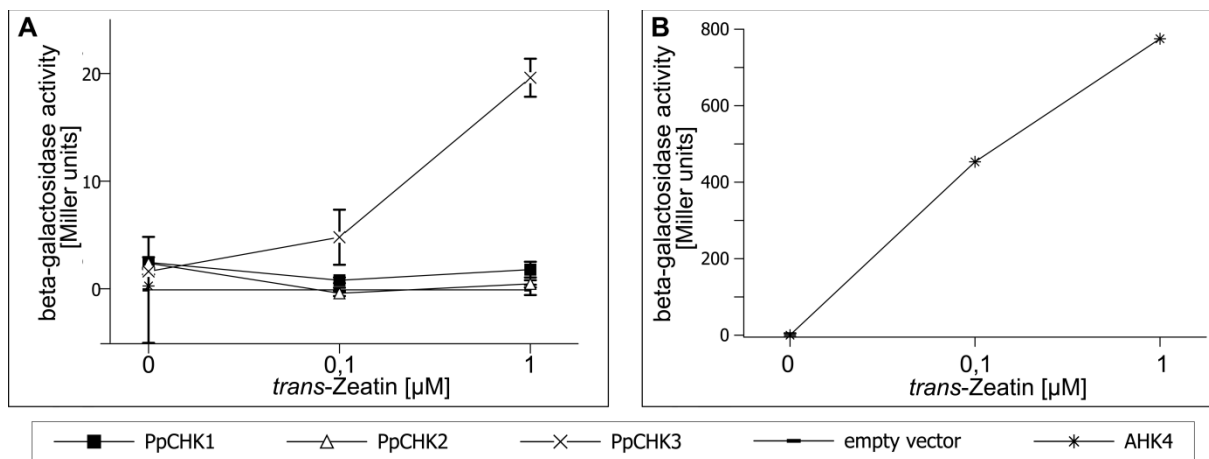 A
beta-galactosidase activity
[Miller units]
20
10
0
0
0,1
1
trans-Zeatin [µM]
B
beta-galactosidase activity
[Miller units]
800
600
400
200
0
0
0,1
1
trans-Zeatin [µM]
PpCHK1 PpCHK2 PpCHK3 empty vector AHK4